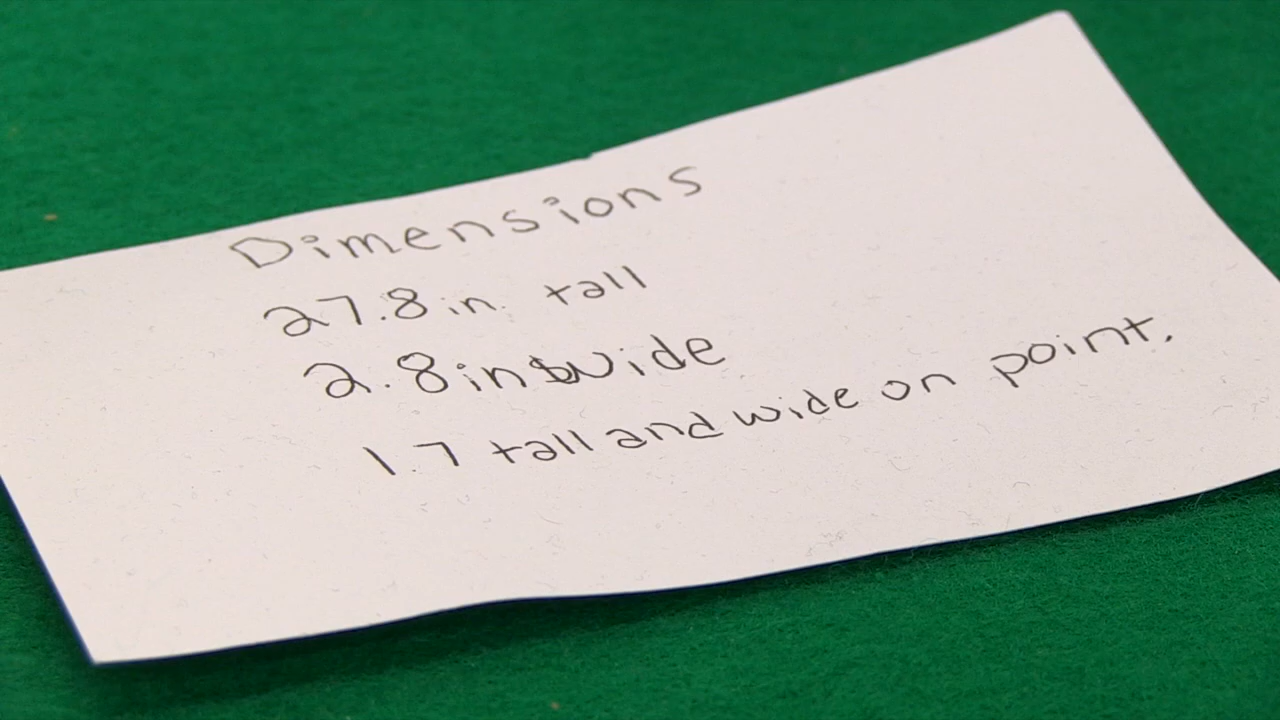 Dimensions
27.8 in. tall
2.8 in wide
1.7 tall and wide on point.